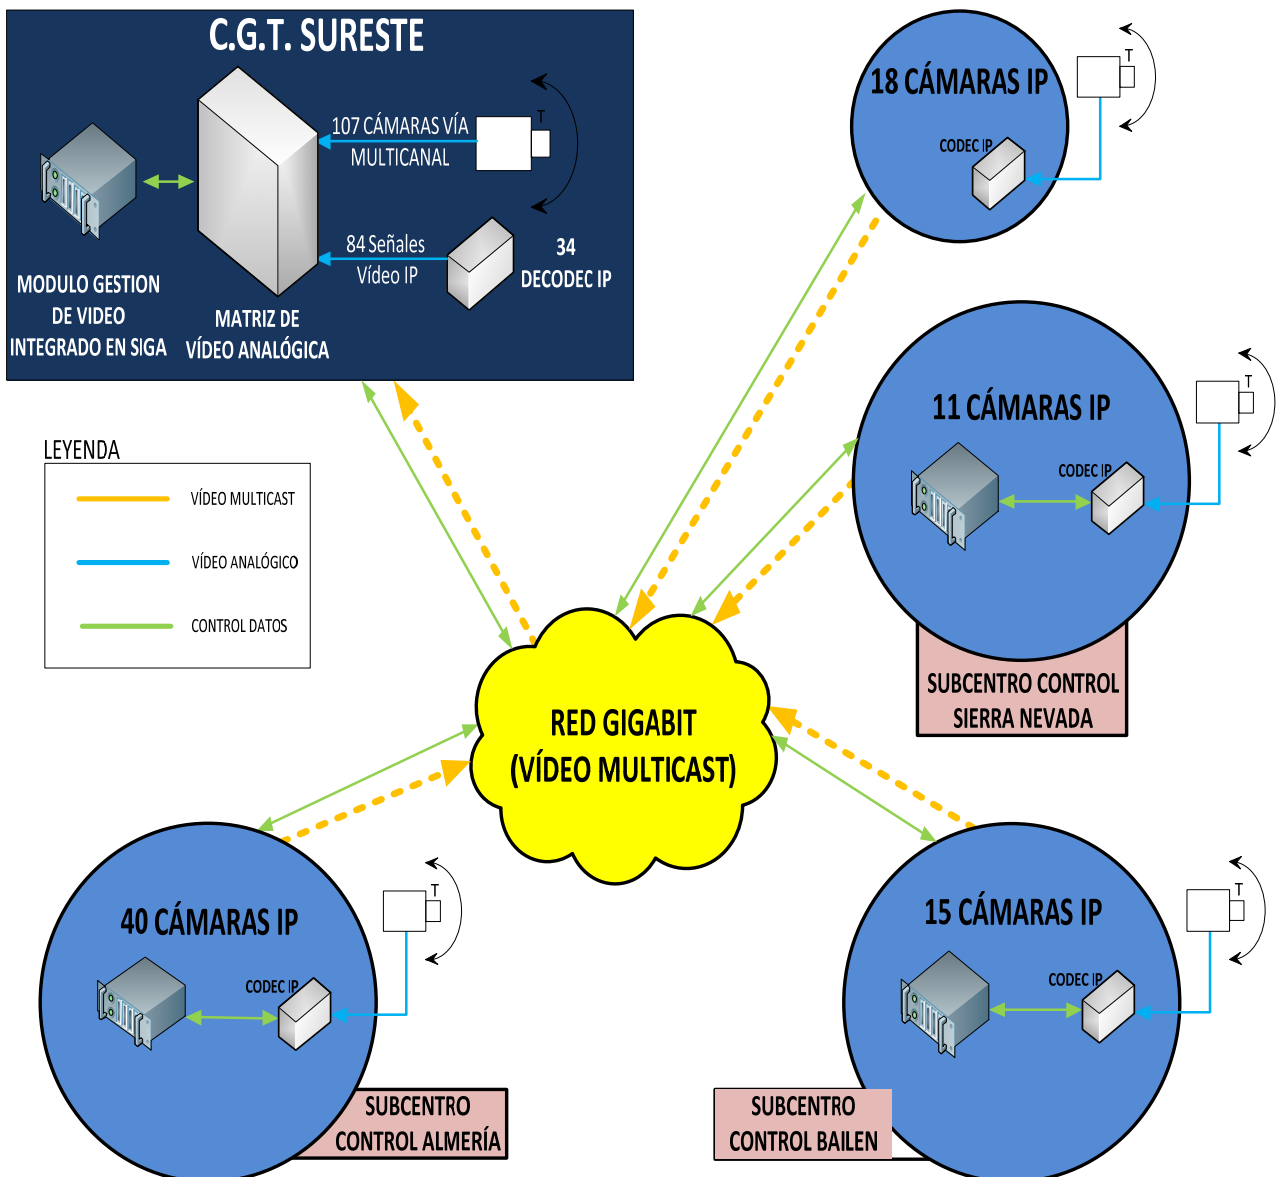 C.G.T. SURESTE
107 CÁMARAS VÍA
MULTICANAL
T
84 Señales
Vídeo IP
34
DECODEC IP
MODULO GESTION
DE VIDEO
INTEGRADO EN SIGA
MATRIZ DE
VÍDEO ANALÓGICA
18 CÁMARAS IP
CODEC IP
T
11 CÁMARAS IP
CODEC IP
T
SUBCENTRO CONTROL
SIERRA NEVADA
LEYENDA
VÍDEO MULTICAST
VÍDEO ANALÓGICO
CONTROL DATOS
RED GIGABIT
(VÍDEO MULTICAST)
40 CÁMARAS IP
CODEC IP
T
SUBCENTRO
CONTROL ALMERÍA
15 CÁMARAS IP
CODEC IP
T
SUBCENTRO
CONTROL BAILEN